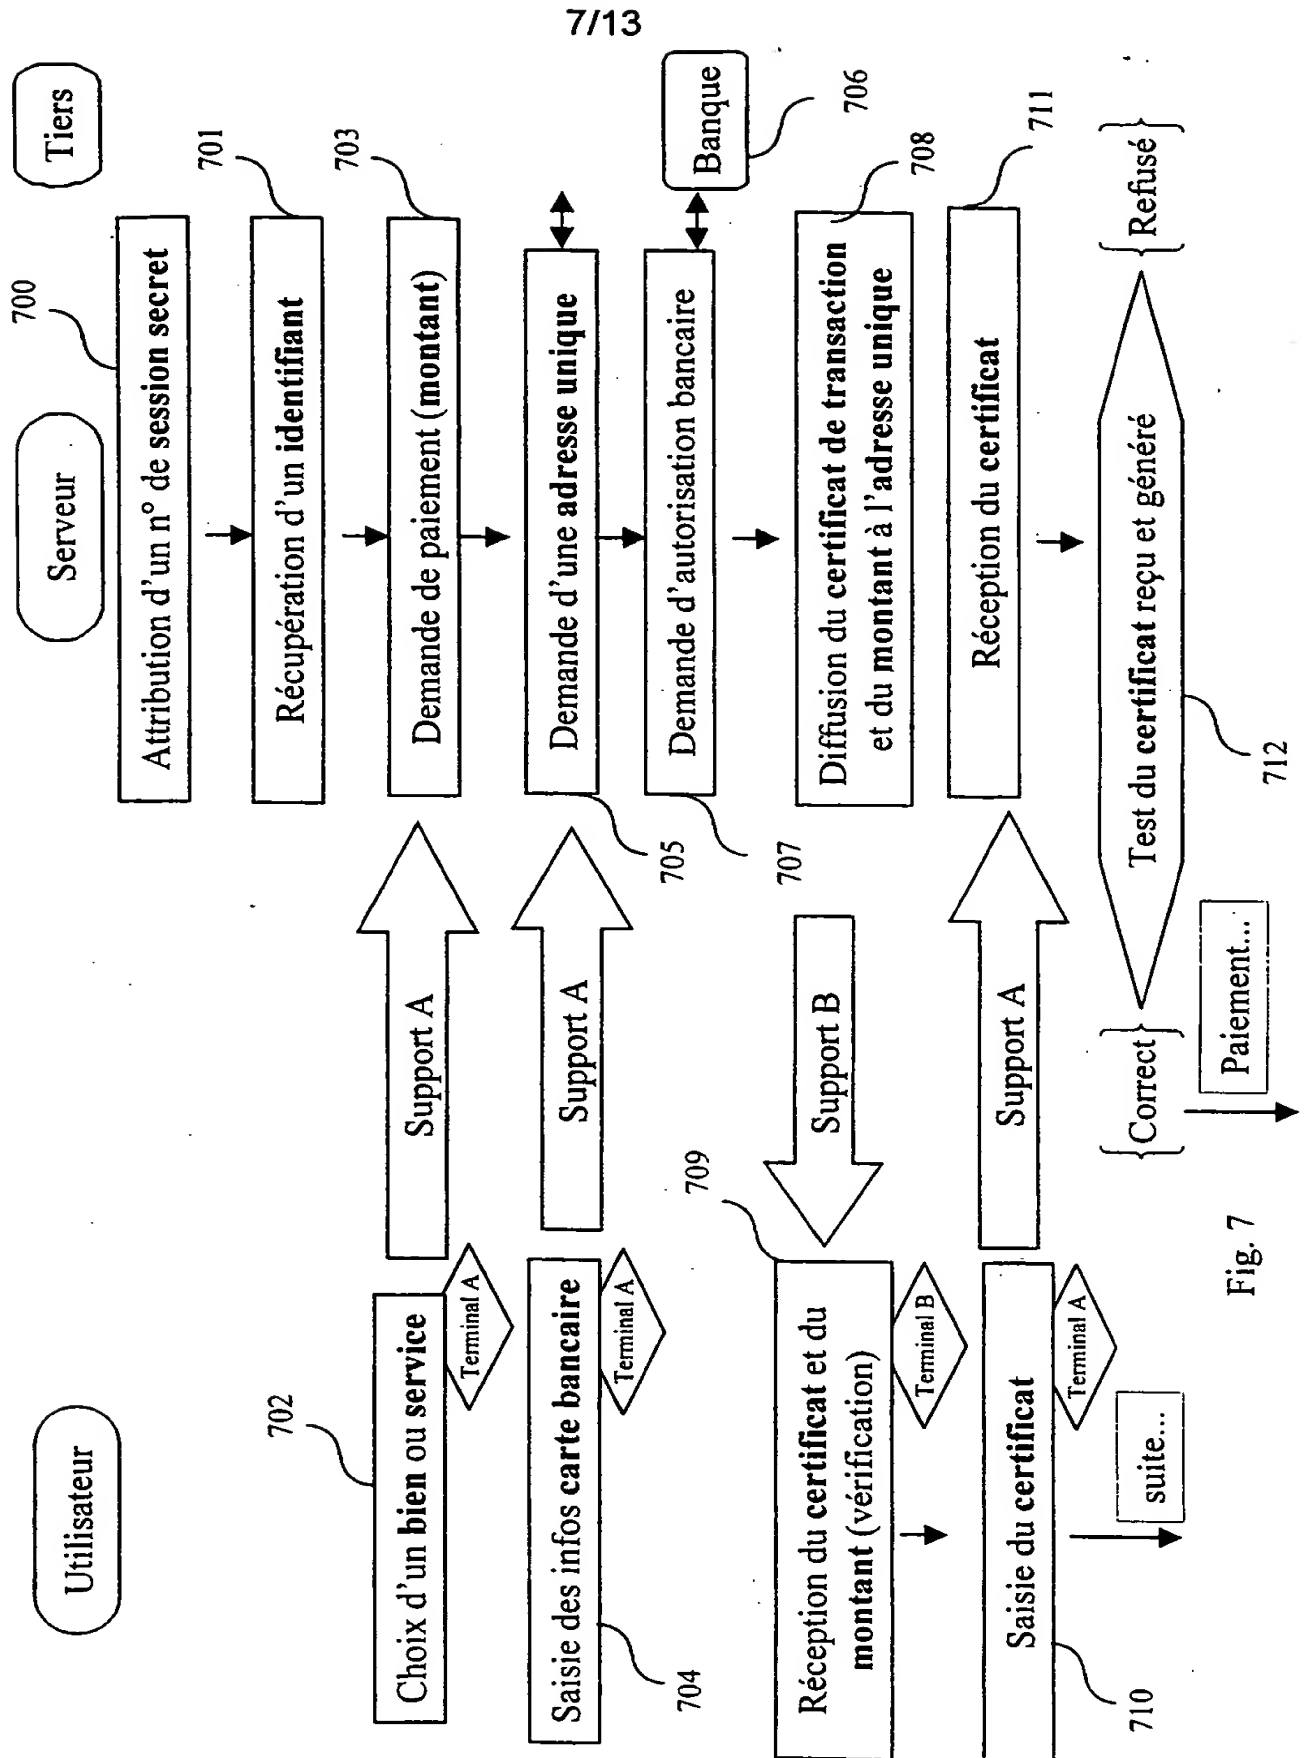 7/13
Utilisateur
Serveur
Tiers
700
Attribution d'un n° de session secret
701
Récupération d'un identifiant
702
Choix d'un bien ou service
Terminal A
Support A
703
Demande de paiement (montant)
Saisie des infos carte bancaire
704
Terminal A
Support A
Demande d'une adresse unique
705
Demande d'autorisation bancaire
707
Banque
706
708
Diffusion du certificat de transaction
et du montant à l'adresse unique
Support B
709
Réception du certificat et du
montant (vérification)
Terminal B
Saisie du certificat
710
Terminal A
Support A
711
Réception du certificat
suite...
{Correct}
Test du certificat reçu et généré
{Refusé}
712
Paiement...
Fig. 7